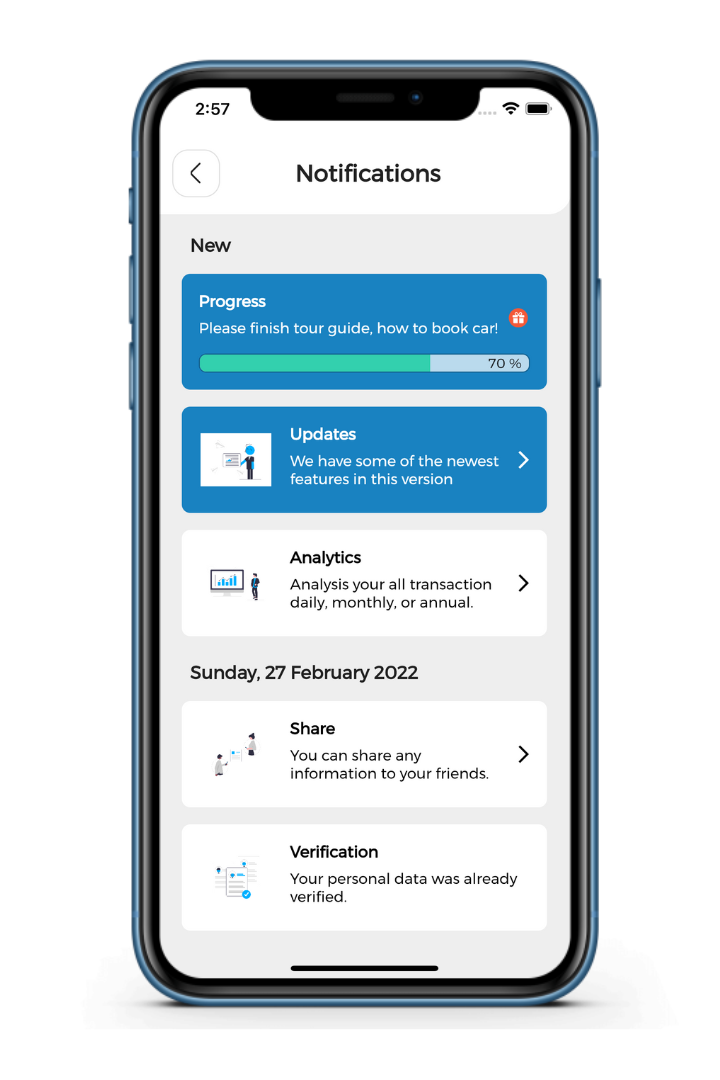 2:57
Notifications
New
Progress
Please finish tour guide, how to book car!
70 %
Updates
We have some of the newest
features in this version
Analytics
Analysis your all transaction
daily, monthly, or annual.
Sunday, 27 February 2022
Share
You can share any
information to your friends.
Verification
Your personal data was already
verified.